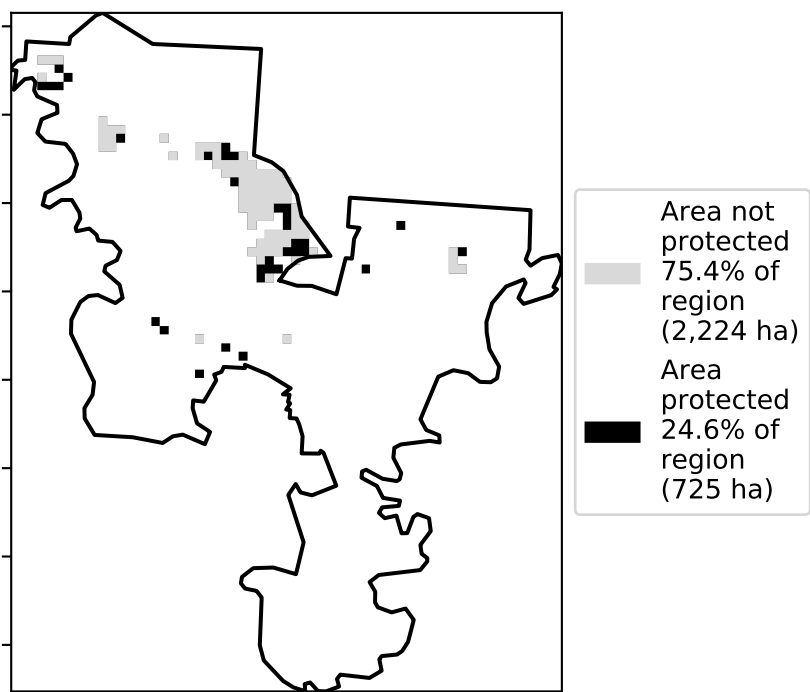 Area not
protected
75.4% of
region
(2,224 ha)
Area
protected
24.6% of
region
(725 ha)